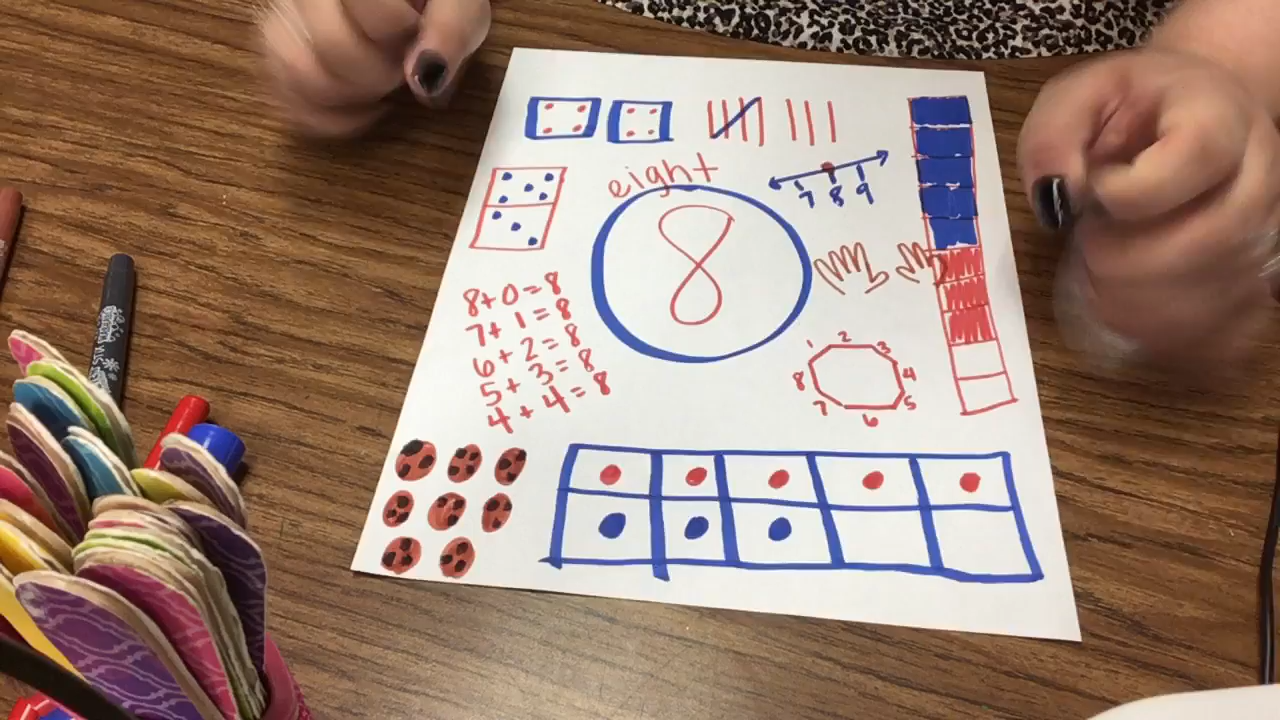 eight
7 8 9
8
8+0=8
7+1=8
6+2=8
5+3=8
4+4=8
1 2 3
8 4
7 6 5